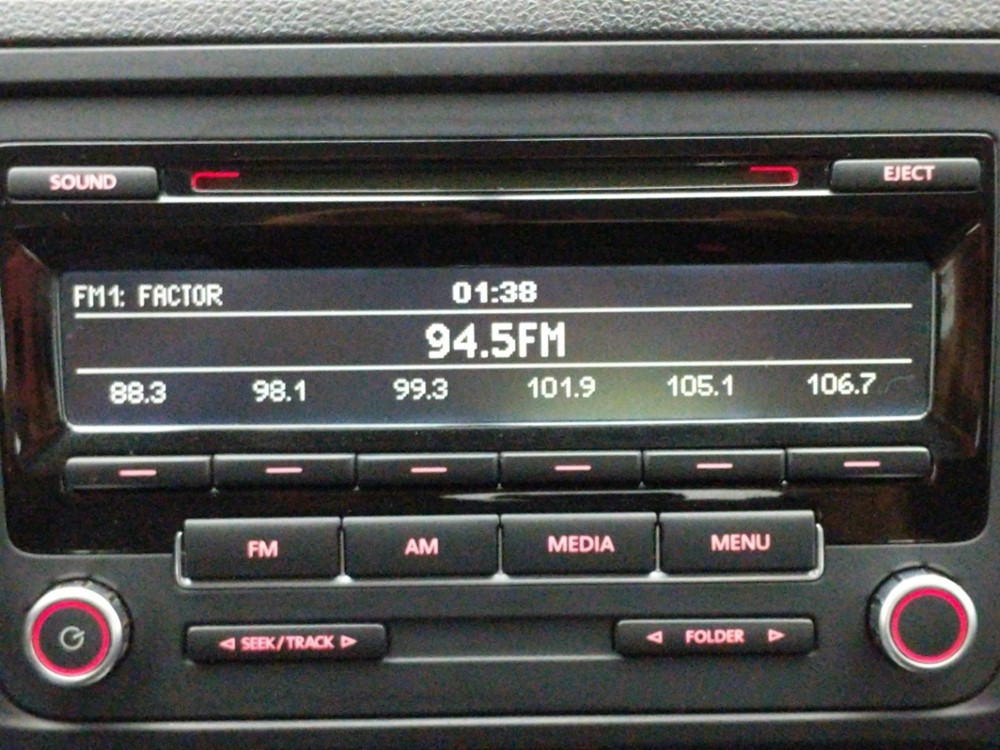 SOUND EJECT
FM1: FACTOR 01:38
94.5FM
88.3 98.1 99.3 101.9 105.1 106.7
FM AM MEDIA MENU
◁ SEEK/TRACK ▷ ◁ FOLDER ▷